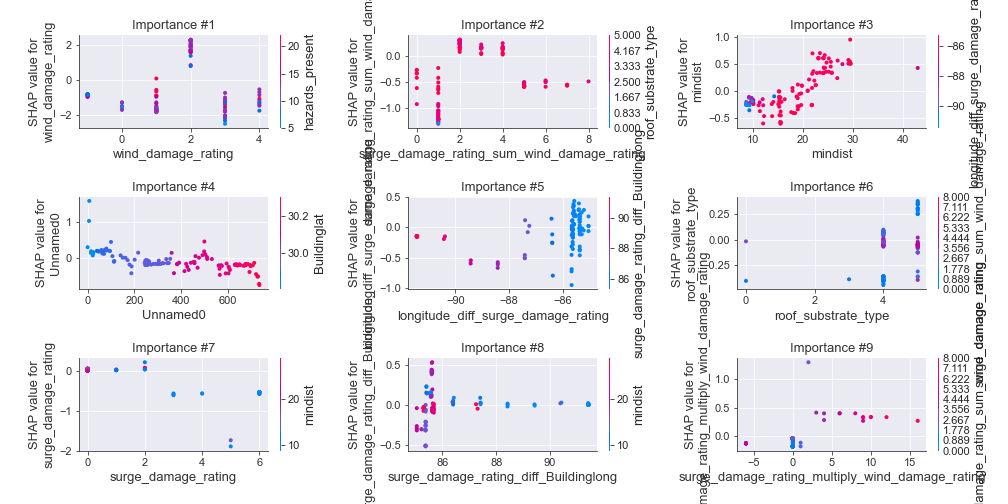 Importance #1
SHAP value for
wind_damage_rating
2
0
−2
0
2
4
wind_damage_rating
20
15
10
5
hazards_present
Importance #2
0.0
−0.5
−1.0
0
2
4
6
8
surge_damage_rating_sum_wind_damage_rating
5.000
4.167
3.333
2.500
1.667
0.833
0.000
roof_substrate_type
Importance #3
SHAP value for
mindist
1.0
0.5
0.0
−0.5
10
20
30
40
mindist
−86
−88
−90
Importance #4
SHAP value for
Unnamed0
1
0
0
200
400
600
Unnamed0
30.2
30.0
Buildinglat
Importance #5
SHAP value for
0.5
0.0
−0.5
−1.0
−90
−88
−86
longitude_diff_surge_damage_rating
90
88
86
surge_damage_rating_diff_Buildinglong
Importance #6
SHAP value for
roof_substrate_type
0.25
0.00
0.25
0
2
4
roof_substrate_type
8.000
7.111
6.222
5.333
4.444
3.556
2.667
1.778
0.889
0.000
Importance #7
SHAP value for
surge_damage_rating
0
−1
−2
0
2
4
6
surge_damage_rating
20
10
mindist
Importance #8
SHAP value for
surge_damage_rating_diff_Buildinglong
0.5
0.0
−0.5
86
88
90
surge_damage_rating_diff_Buildinglong
20
10
mindist
Importance #9
SHAP value for
surge_damage_rating_multiply_wind_damage_rating
1.0
0.5
0.0
−5
0
5
10
15
surge_damage_rating_multiply_wind_damage_rating
8.000
7.111
6.222
5.333
4.444
3.556
2.667
1.778
0.889
0.000